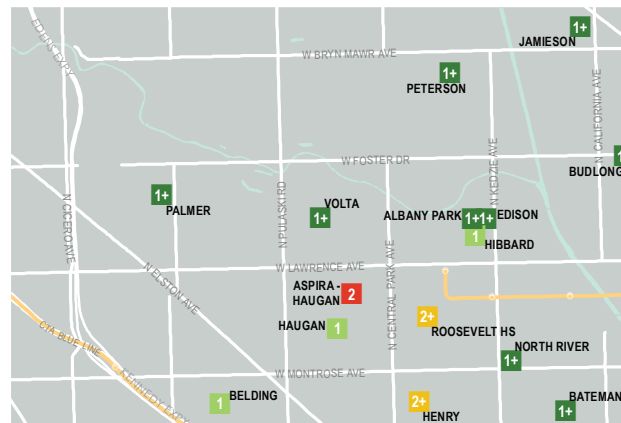 JAMIESON
1+
EDENS EXPY
W BRYN MAWR AVE
1+
PETERSON
N CALIFORNIA AVE
W FOSTER DR
N KEDZIE AVE
1
BUDLONG
N CICERO AVE
1+
PALMER
N PULASKI RD
VOLTA
1+
ALBANY PARK
1+
1+
EDISON
1
HIBBARD
N CENTRAL PARK AVE
W LAWRENCE AVE
N ELSTON AVE
ASPIRA -
HAUGAN
2
HAUGAN
1
2+
ROOSEVELT HS
CTA BLUE LINE
NORTH RIVER
1+
KENNEDY EXPY
W MONTROSE AVE
1
BELDING
2+
HENRY
1+
BATEMAN